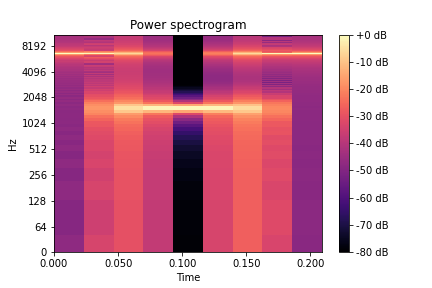 Power spectrogram
Hz
8192
4096
2048
1024
512
256
128
64
0
0.000 0.050 0.100 0.150 0.200
Time
+0 dB
-10 dB
-20 dB
-30 dB
-40 dB
-50 dB
-60 dB
-70 dB
-80 dB